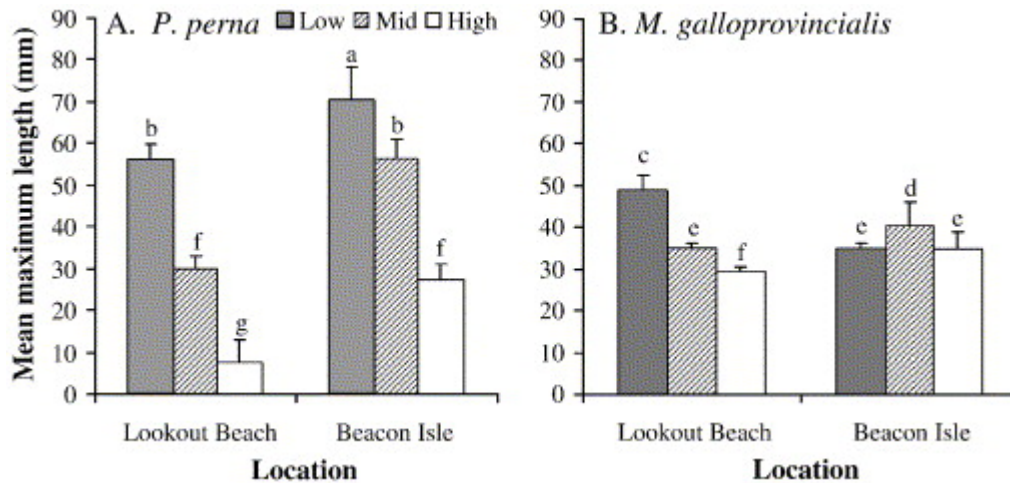 A. P. perna
Low Mid High
Mean maximum length (mm)
90
80
70
60
50
40
30
20
10
0
b
f
g
a
b
f
Lookout Beach Beacon Isle
Location
B. M. galloprovincialis
90
80
70
60
50
40
30
20
10
0
c
e
f
e
d
e
Lookout Beach Beacon Isle
Location